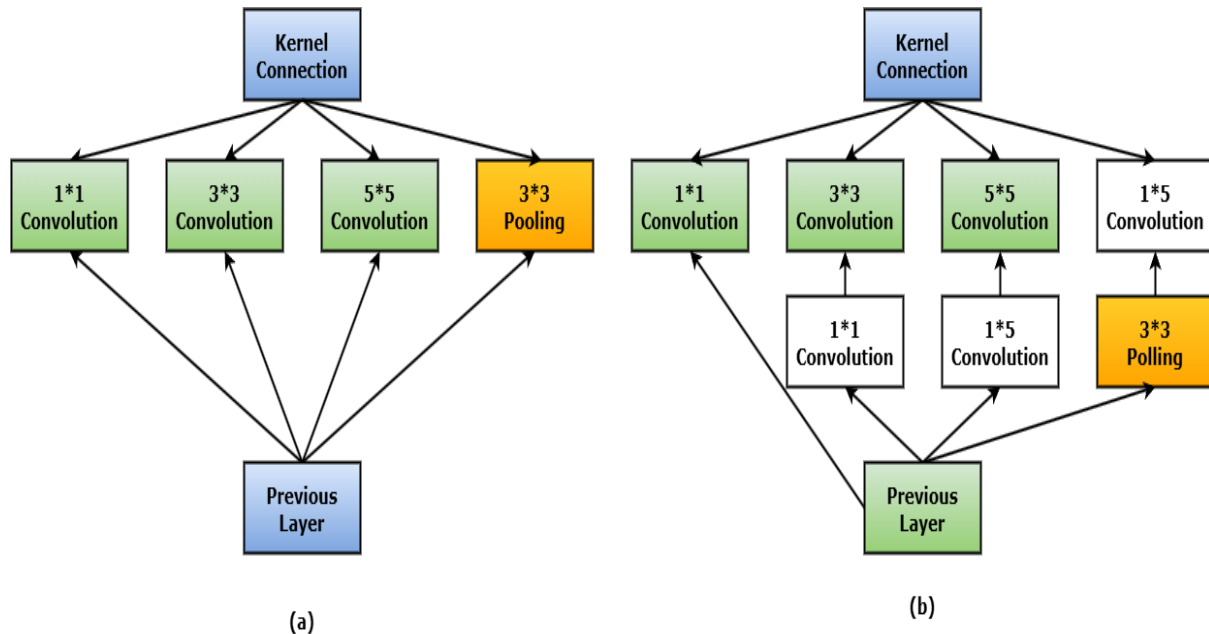 Kernel
Connection
1*1
Convolution
3*3
Convolution
5*5
Convolution
3*3
Pooling
Previous
Layer
(a)
Kernel
Connection
1*1
Convolution
3*3
Convolution
5*5
Convolution
1*5
Convolution
1*1
Convolution
1*5
Convolution
3*3
Polling
Previous
Layer
(b)